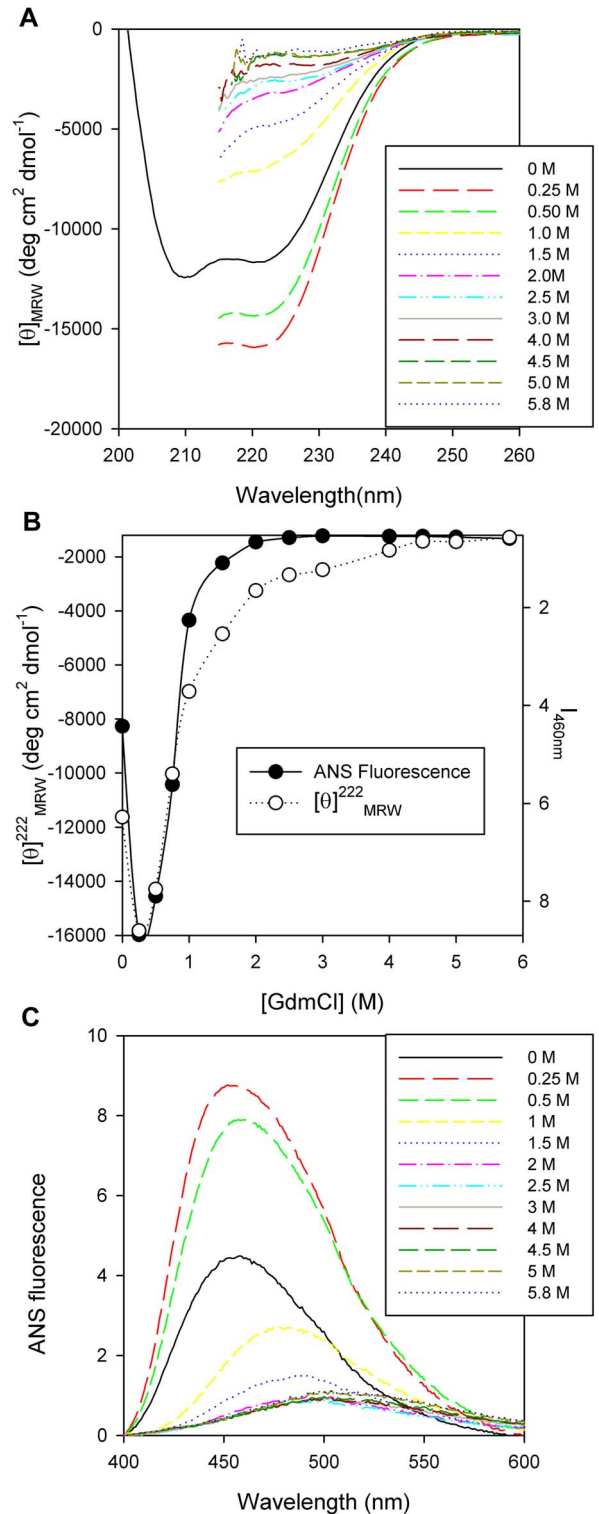 A
0
-5000
-10000
-15000
-20000
[θ]MRW (deg cm² dmol⁻¹)
200 210 220 230 240 250 260
Wavelength(nm)
0 M
0.25 M
0.50 M
1.0 M
1.5 M
2.0M
2.5 M
3.0 M
4.0 M
4.5 M
5.0 M
5.8 M
B
-2000
-4000
-6000
-8000
-10000
-12000
-14000
-16000
[θ]²²²MRW (deg cm² dmol⁻¹)
2
4
6
8
I460nm
ANS Fluorescence
[θ]²²²MRW
0 1 2 3 4 5 6
[GdmCl] (M)
C
10
8
6
4
2
0
ANS fluorescence
400 450 500 550 600
Wavelength (nm)
0 M
0.25 M
0.5 M
1 M
1.5 M
2 M
2.5 M
3 M
4 M
4.5 M
5 M
5.8 M